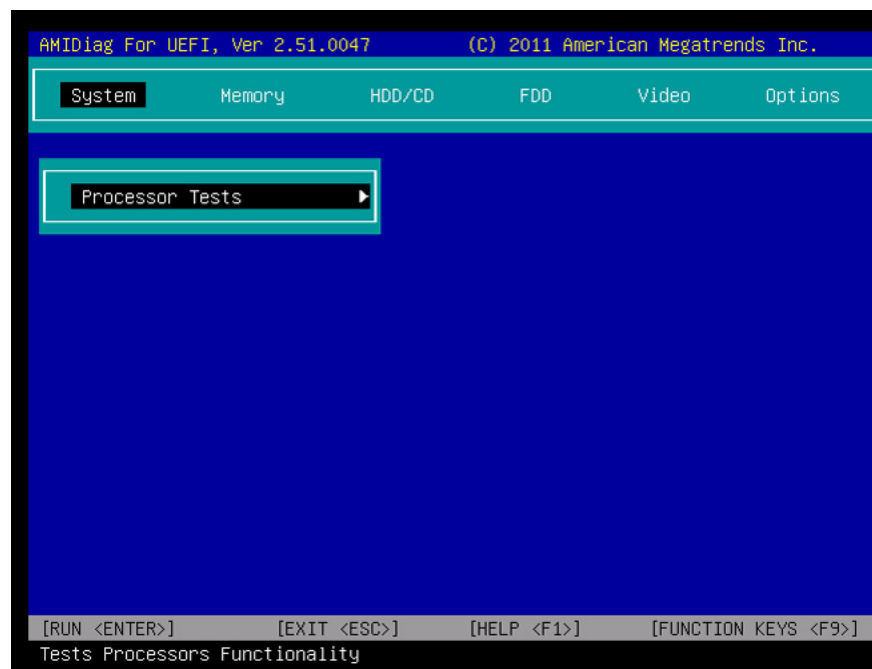 AMIDiag For UEFI, Ver 2.51.0047 (C) 2011 American Megatrends Inc.
System Memory HDD/CD FDD Video Options
Processor Tests
[RUN <ENTER>] [EXIT <ESC>] [HELP <F1>] [FUNCTION KEYS <F9>]
Tests Processors Functionality